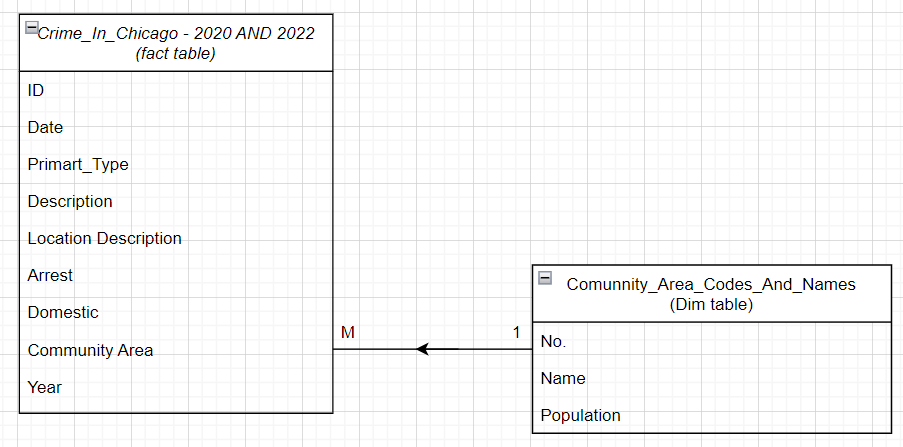 Crime_In_Chicago - 2020 AND 2022
(fact table)
ID
Date
Primart_Type
Description
Location Description
Arrest
Domestic
Community Area
Year
M
1
Comunnity_Area_Codes_And_Names
(Dim table)
No.
Name
Population